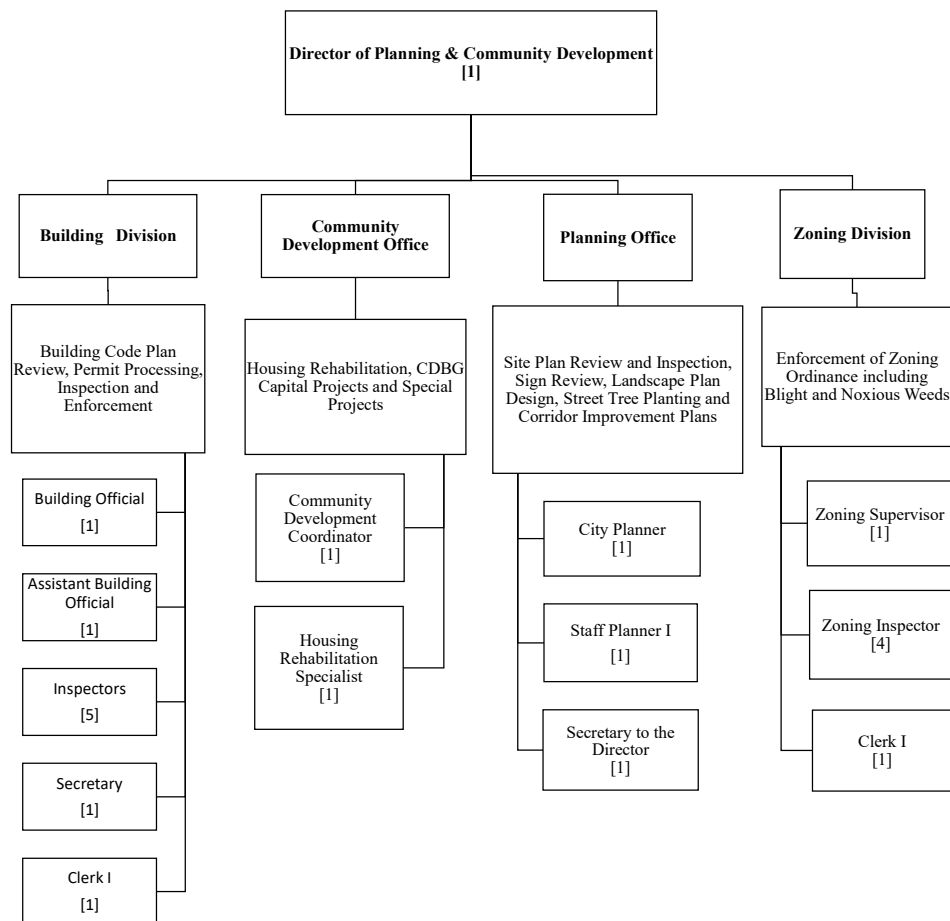 Director of Planning & Community Development
[1]
Building Division
Community
Development Office
Planning Office
Zoning Division
Building Code Plan
Review, Permit Processing,
Inspection and
Enforcement
Housing Rehabilitation, CDBG
Capital Projects and Special
Projects
Site Plan Review and Inspection,
Sign Review, Landscape Plan
Design, Street Tree Planting and
Corridor Improvement Plans
Enforcement of Zoning
Ordinance including
Blight and Noxious Weeds
Building Official
[1]
Assistant Building
Official
[1]
Inspectors
[5]
Secretary
[1]
Clerk I
[1]
Community
Development
Coordinator
[1]
Housing
Rehabilitation
Specialist
[1]
City Planner
[1]
Staff Planner I
[1]
Secretary to the
Director
[1]
Zoning Supervisor
[1]
Zoning Inspector
[4]
Clerk I
[1]